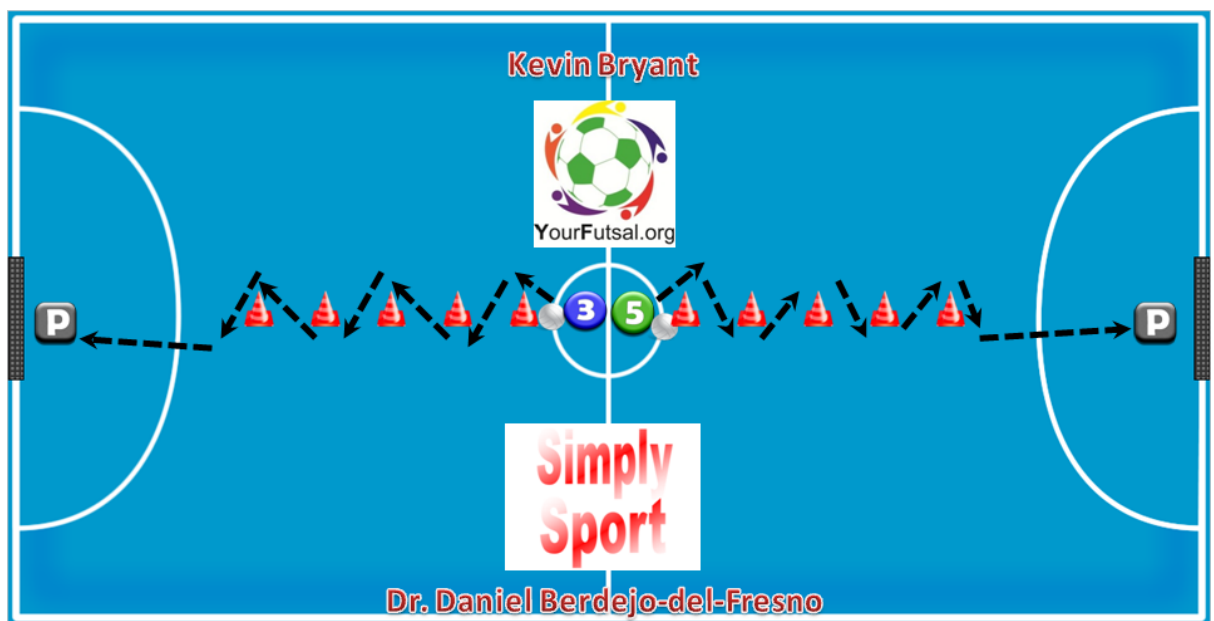 Kevin Bryant
YourFutsal.org
P
3
5
P
Simply
Sport
Dr. Daniel Berdejo-del-Fresno